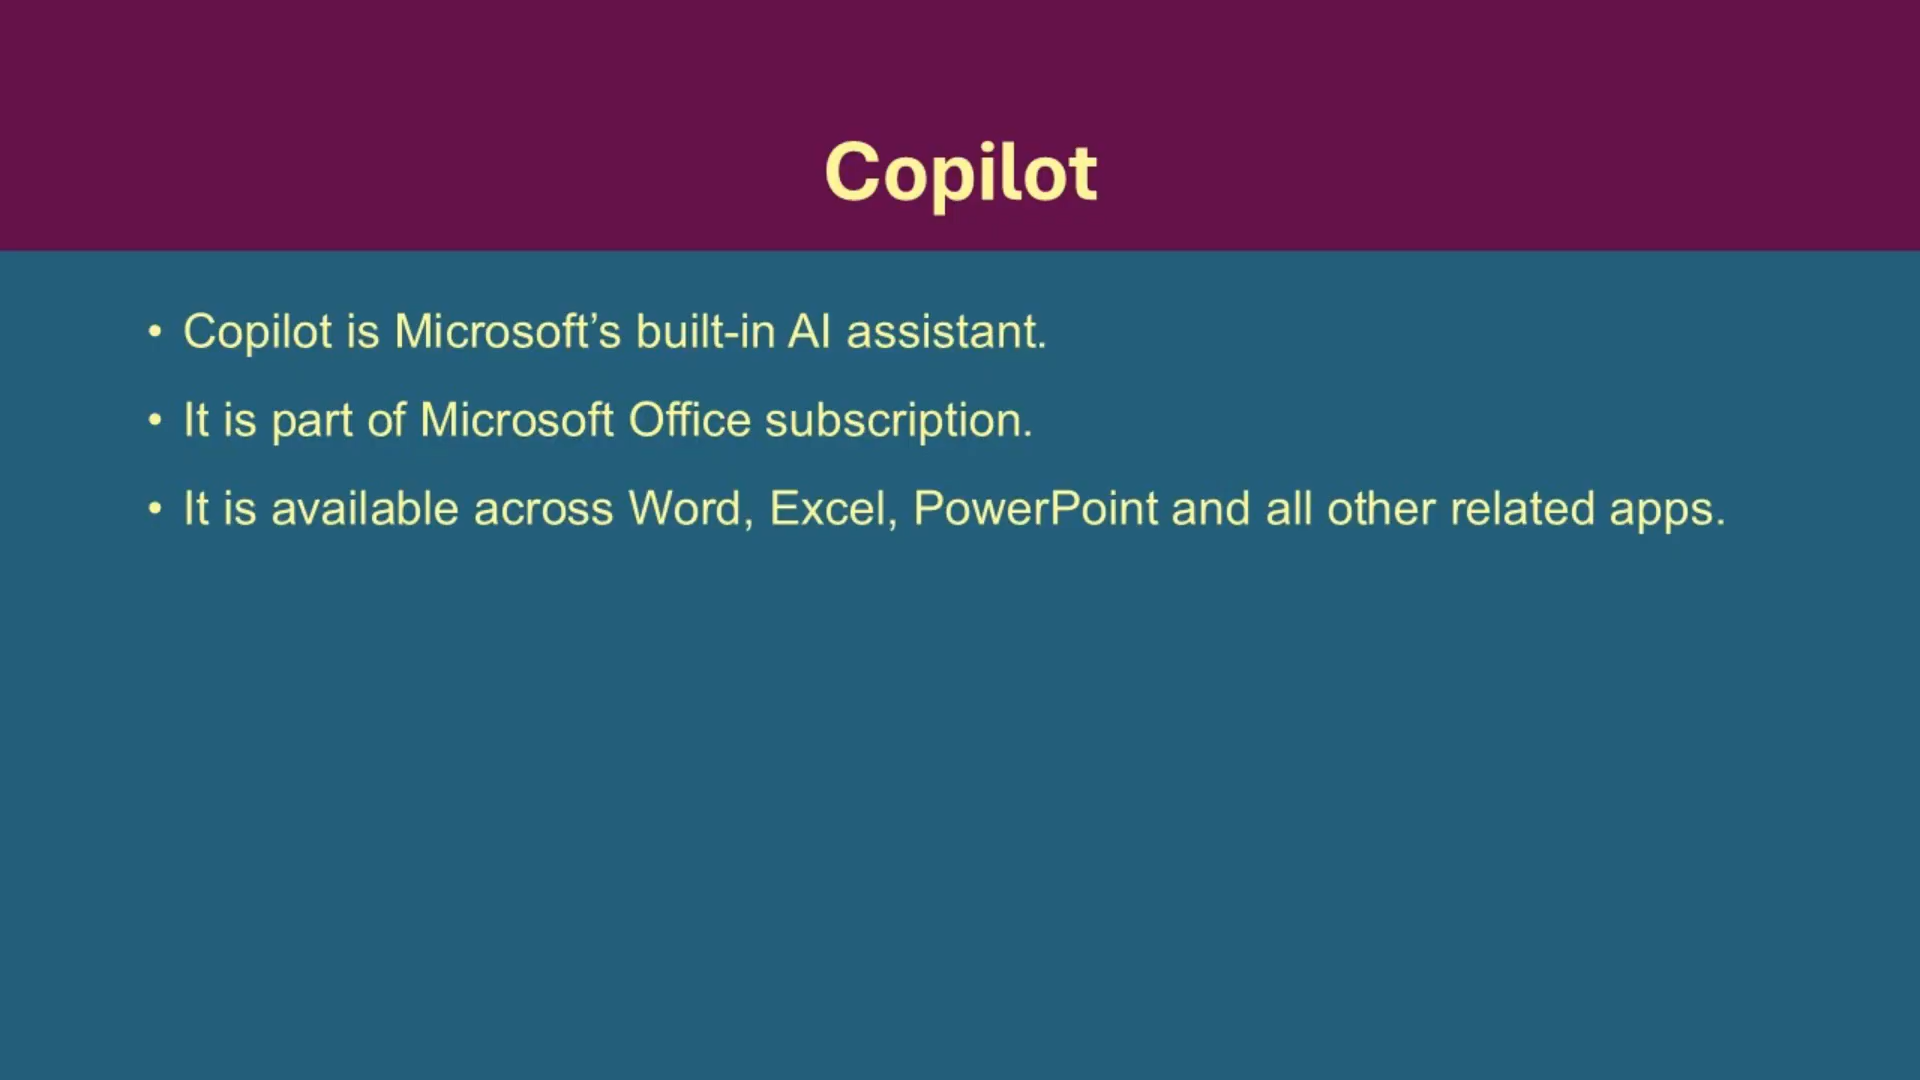 Copilot
• Copilot is Microsoft’s built-in AI assistant.
• It is part of Microsoft Office subscription.
• It is available across Word, Excel, PowerPoint and all other related apps.